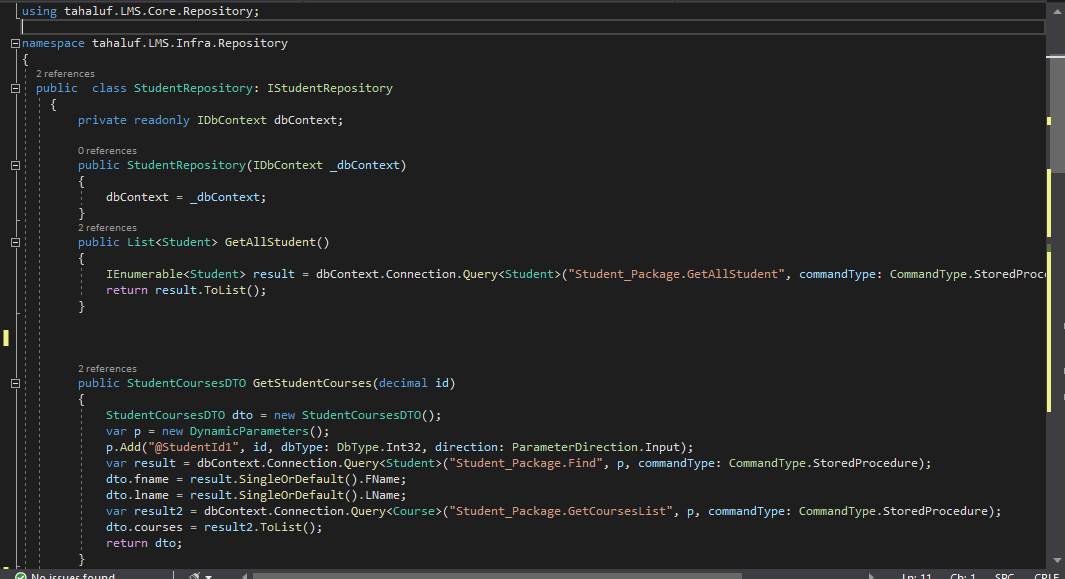 using tahaluf.LMS.Core.Repository;
namespace tahaluf.LMS.Infra.Repository
{
2 references
public  class StudentRepository: IStudentRepository
{
private readonly IDbContext dbContext;
0 references
public StudentRepository(IDbContext _dbContext)
{
dbContext = _dbContext;
}
2 references
public List<Student> GetAllStudent()
{
IEnumerable<Student> result = dbContext.Connection.Query<Student>("Student_Package.GetAllStudent", commandType: CommandType.StoredProc
return result.ToList();
}
2 references
public StudentCoursesDTO GetStudentCourses(decimal id)
{
StudentCoursesDTO dto = new StudentCoursesDTO();
var p = new DynamicParameters();
p.Add("@StudentId1", id, dbType: DbType.Int32, direction: ParameterDirection.Input);
var result = dbContext.Connection.Query<Student>("Student_Package.Find", p, commandType: CommandType.StoredProcedure);
dto.fname = result.SingleOrDefault().FName;
dto.lname = result.SingleOrDefault().LName;
var result2 = dbContext.Connection.Query<Course>("Student_Package.GetCoursesList", p, commandType: CommandType.StoredProcedure);
dto.courses = result2.ToList();
return dto;
}
No issues found Ln: 11 Ch: 1 SPC CRLF